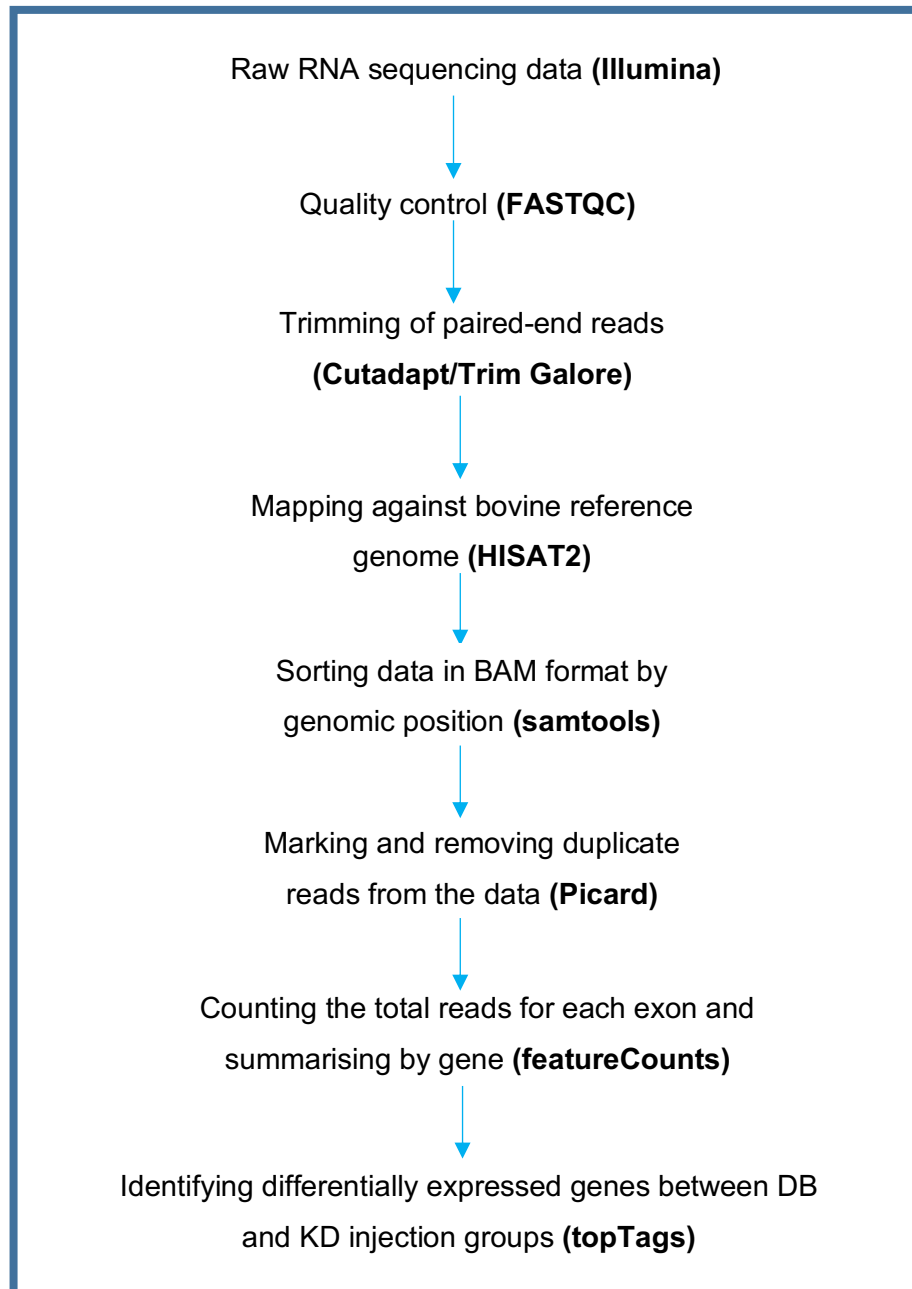 Raw RNA sequencing data (Illumina)
Quality control (FASTQC)
Trimming of paired-end reads
(Cutadapt/Trim Galore)
Mapping against bovine reference
genome (HISAT2)
Sorting data in BAM format by
genomic position (samtools)
Marking and removing duplicate
reads from the data (Picard)
Counting the total reads for each exon and
summarising by gene (featureCounts)
Identifying differentially expressed genes between DB
and KD injection groups (topTags)